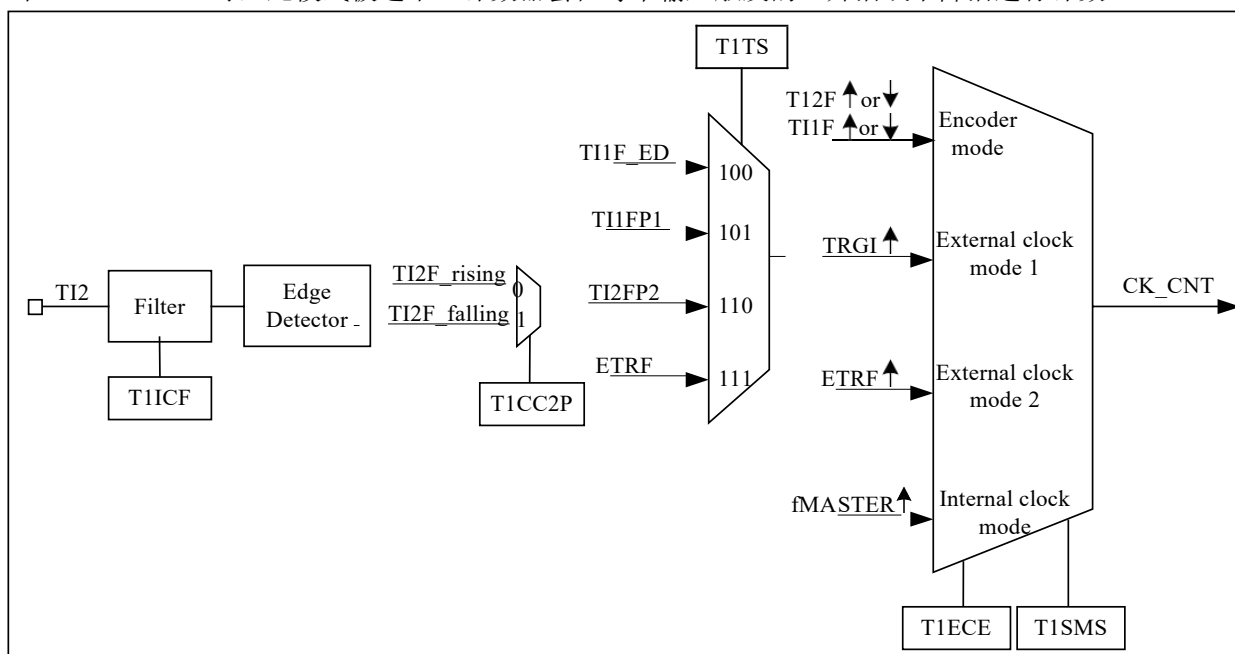 T1TS
T12F or
TI1F or
Encoder
mode
TI1F_ED
100
TI1FP1
101
TRGI
External clock
mode 1
TI2
Filter
Edge
Detector
TI2F_rising
0
TI2F_falling
1
TI2FP2
110
CK_CNT
ETRF
111
ETRF
External clock
mode 2
T1ICF
T1CC2P
fMASTER
Internal clock
mode
T1ECE
T1SMS